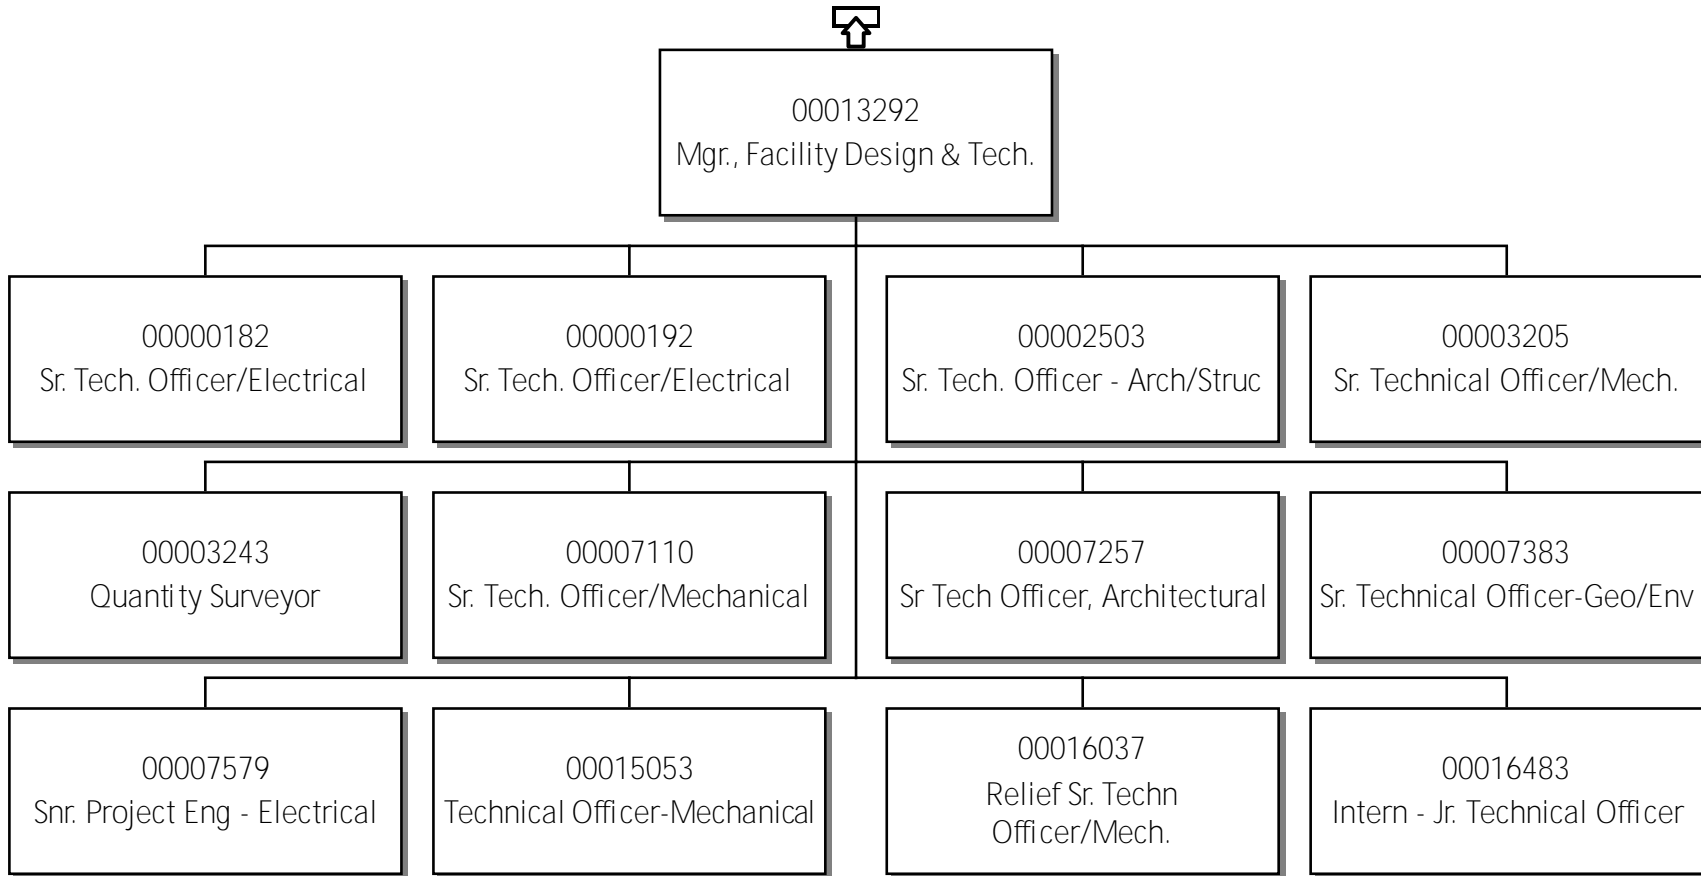 00013292
Mgr., Facility Design & Tech.
00000182
Sr. Tech. Officer/Electrical
00000192
Sr. Tech. Officer/Electrical
00002503
Sr. Tech. Officer - Arch/Struc
00003205
Sr. Technical Officer/Mech.
00003243
Quantity Surveyor
00007110
Sr. Tech. Officer/Mechanical
00007257
Sr Tech Officer, Architectural
00007383
Sr. Technical Officer-Geo/Env
00007579
Snr. Project Eng - Electrical
00015053
Technical Officer-Mechanical
00016037
Relief Sr. Techn
Officer/Mech.
00016483
Intern - Jr. Technical Officer